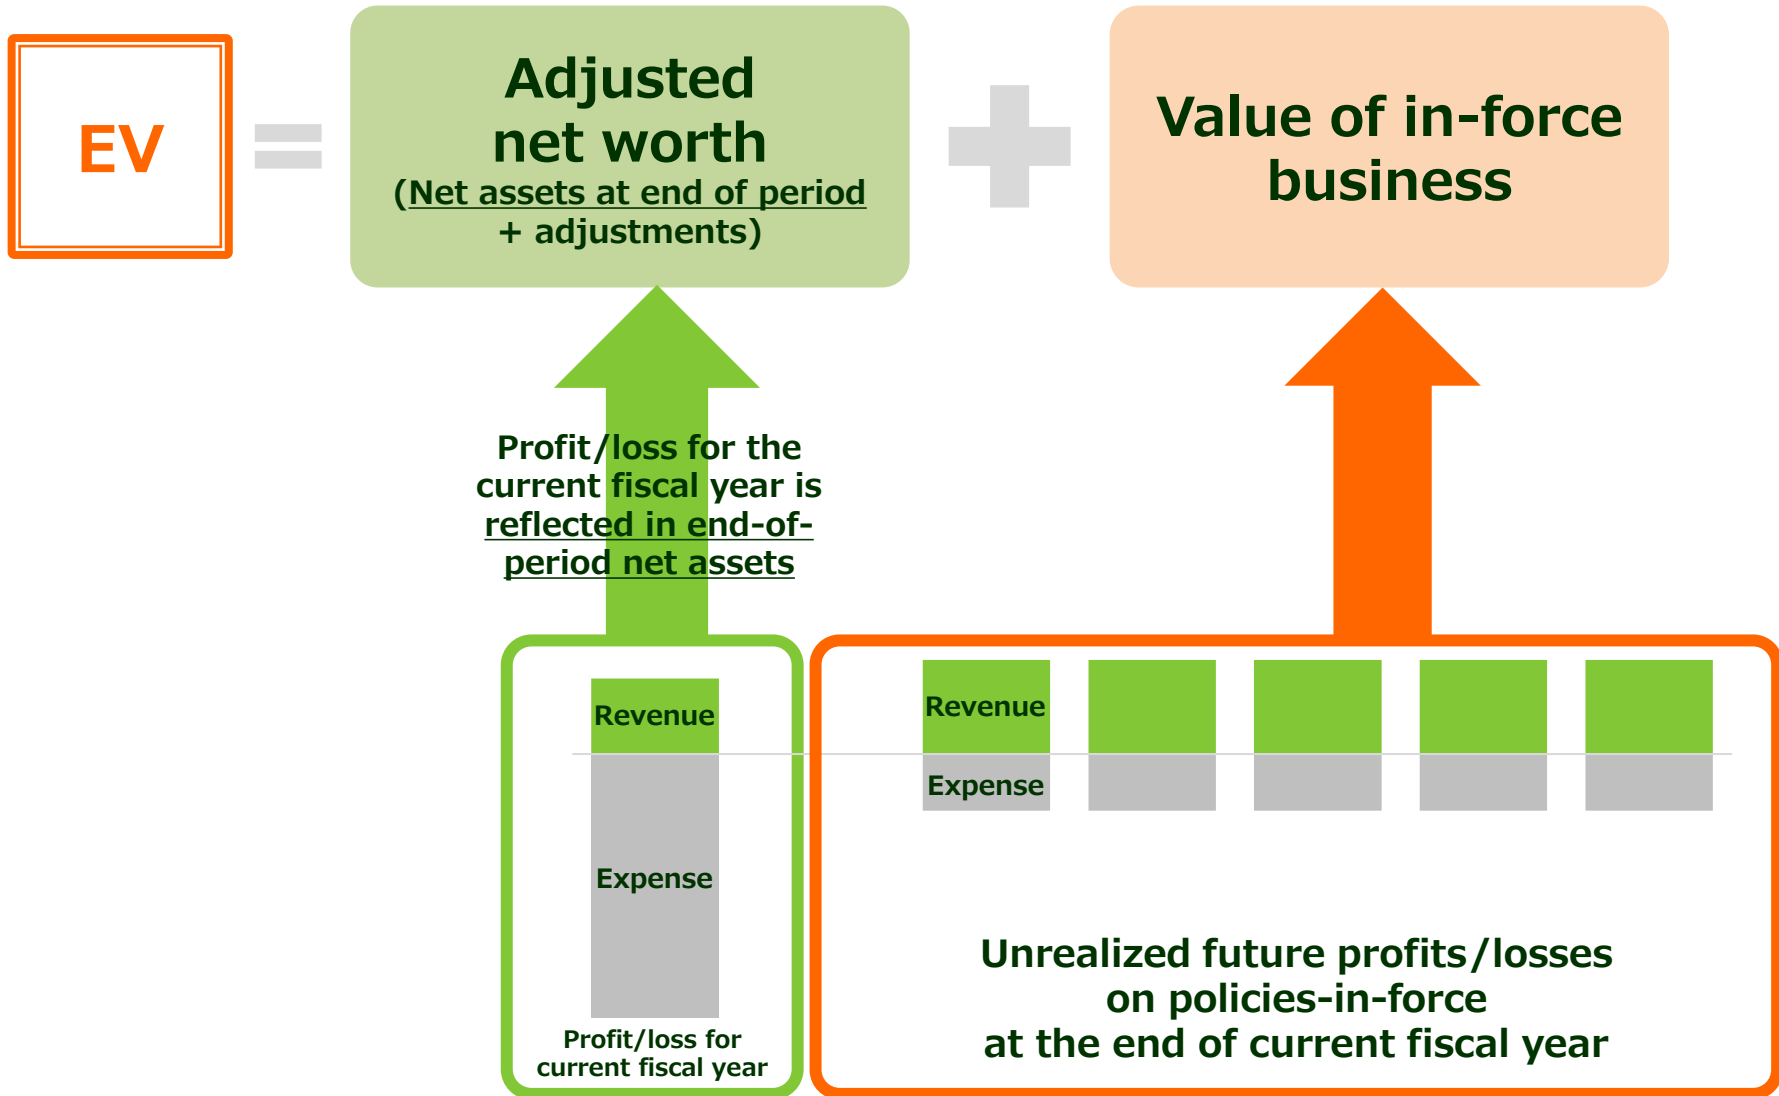 EV
=
Adjusted
net worth
(Net assets at end of period
+ adjustments)
+
Value of in-force
business
Profit/loss for the
current fiscal year is
reflected in end-of-
period net assets
Revenue
Expense
Profit/loss for
current fiscal year
Revenue
Expense
Unrealized future profits/losses
on policies-in-force
at the end of current fiscal year